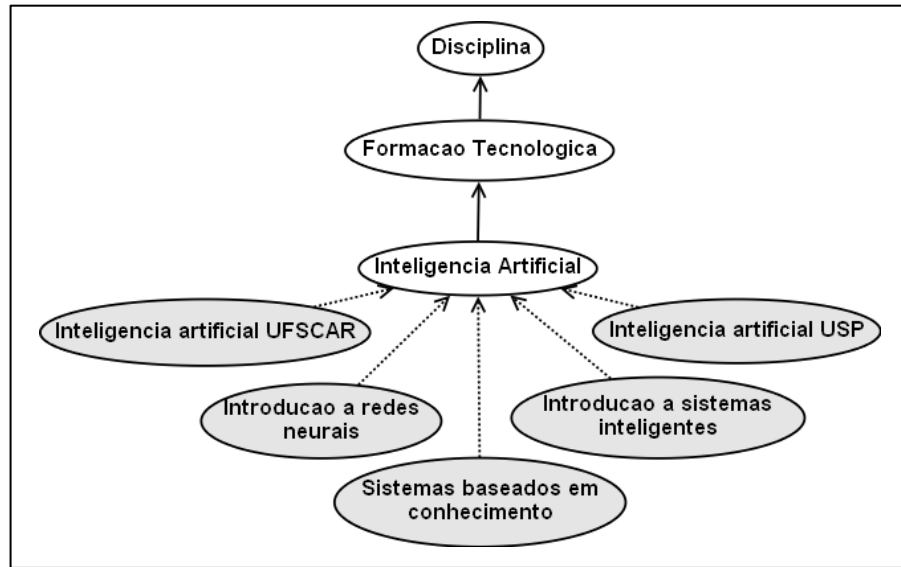 Disciplina
Formacao Tecnologica
Inteligencia Artificial
Inteligencia artificial UFSCAR
Inteligencia artificial USP
Introducao a redes
neurais
Introducao a sistemas
inteligentes
Sistemas baseados em
conhecimento